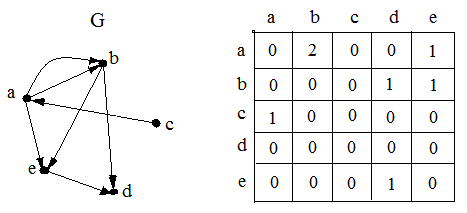 G
b
a
c
e
d
a b c d e
a 0 2 0 0 1
b 0 0 0 1 1
c 1 0 0 0 0
d 0 0 0 0 0
e 0 0 0 1 0